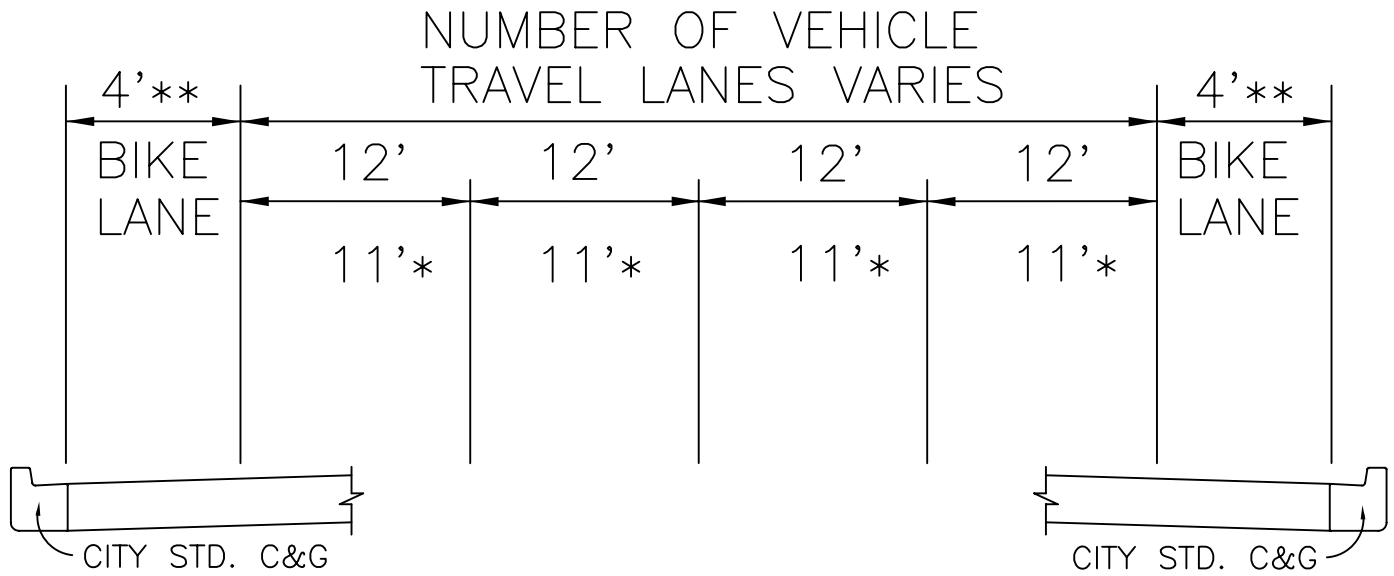 NUMBER OF VEHICLE
TRAVEL LANES VARIES
4'** 4'**
BIKE 12' 12' 12' 12' BIKE
LANE LANE
11'* 11'* 11'* 11'*
CITY STD. C&G CITY STD. C&G